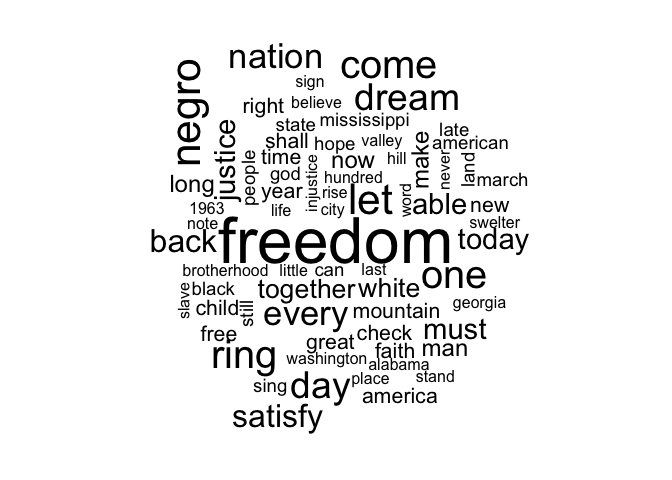 nation
come
sign
negro
right
believe
dream
state
mississippi
justice
shall
hope
valley
make
late
american
people
time
now
hill
never
land
god
injustice
hundred
long
year
rise
let
word
able
new
march
1963
life
city
note
swelter
back
freedom
today
brotherhood
little
can
last
one
slave
black
together
white
georgia
child
still
every
mountain
free
check
must
ring
great
faith
man
washington
alabama
sing
day
place
stand
america
satisfy